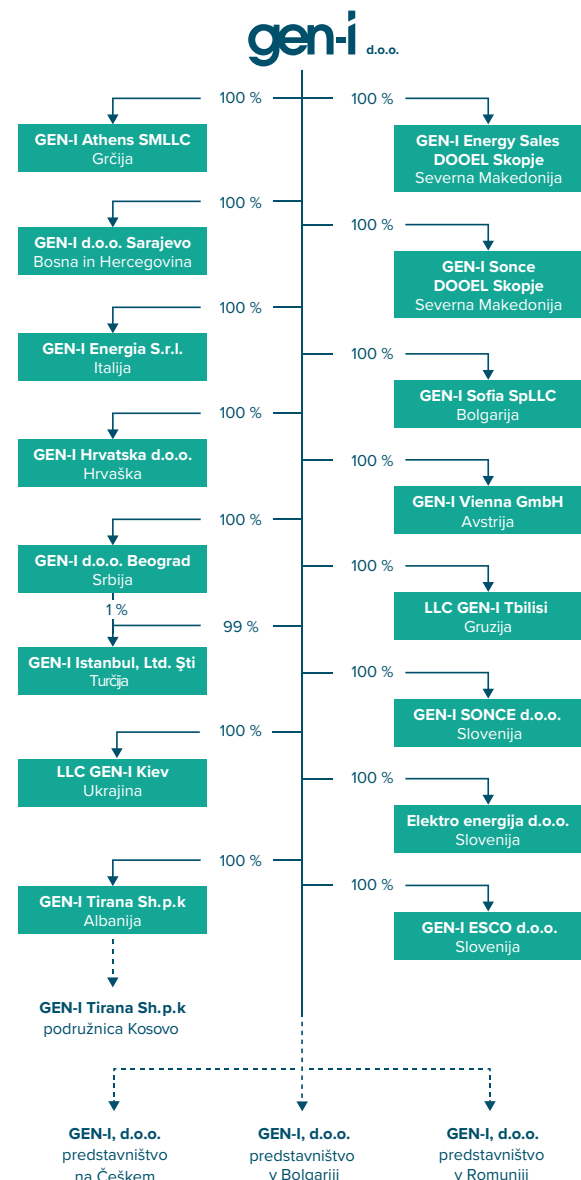 gen-i d.o.o.
100 %
GEN-I Athens SMLLC
Grčija
100 %
GEN-I d.o.o. Sarajevo
Bosna in Hercegovina
100 %
GEN-I Energia S.r.l.
Italija
100 %
GEN-I Hrvatska d.o.o.
Hrvaška
100 %
GEN-I d.o.o. Beograd
Srbija
1 %
99 %
GEN-I Istanbul, Ltd. Şti
Turčija
100 %
LLC GEN-I Kiev
Ukrajina
100 %
GEN-I Tirana Sh.p.k
Albanija
GEN-I Tirana Sh.p.k
podružnica Kosovo
100 %
GEN-I Energy Sales
DOOEL Skopje
Severna Makedonija
100 %
GEN-I Sonce
DOOEL Skopje
Severna Makedonija
100 %
GEN-I Sofia SpLLC
Bolgarija
100 %
GEN-I Vienna GmbH
Avstrija
100 %
LLC GEN-I Tbilisi
Gruzija
100 %
GEN-I SONCE d.o.o.
Slovenija
100 %
Elektro energija d.o.o.
Slovenija
100 %
GEN-I ESCO d.o.o.
Slovenija
GEN-I, d.o.o.
predstavništvo
na Češkem
GEN-I, d.o.o.
predstavništvo
v Bolgariji
GEN-I, d.o.o.
predstavništvo
v Romuniji